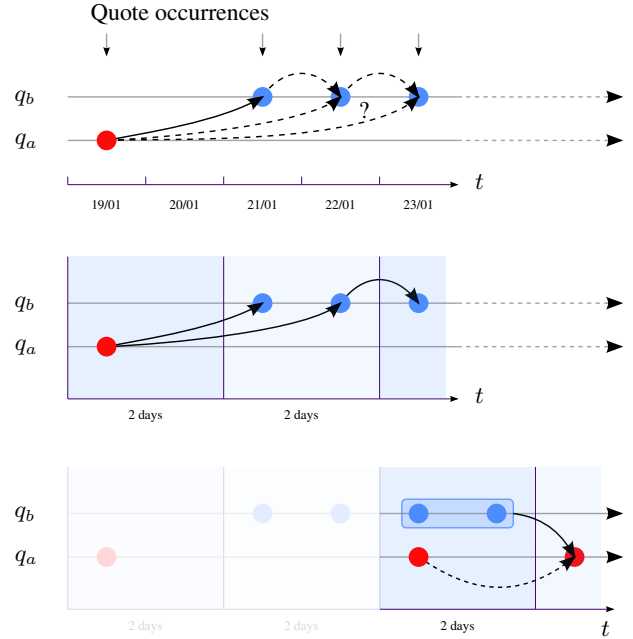 Quote occurrences
q_b
?
q_a
t
19/01 20/01 21/01 22/01 23/01
q_b
q_a
t
2 days 2 days
q_b
q_a
2 days 2 days 2 days t